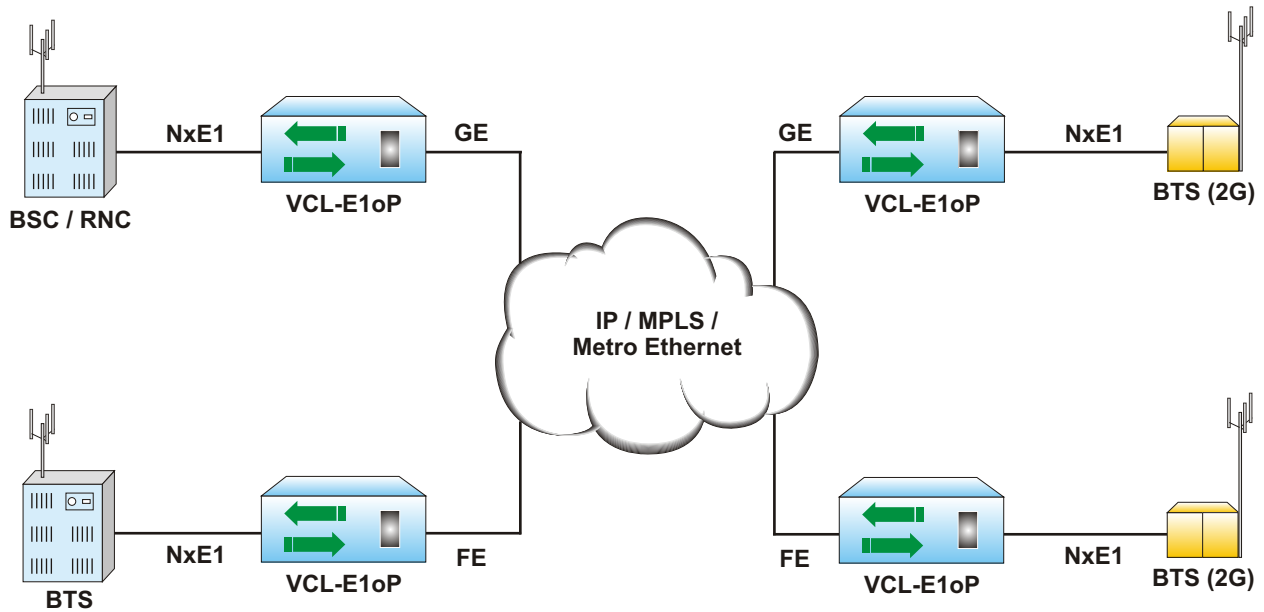 NxE1
GE
VCL-E1oP
BSC / RNC
GE
NxE1
VCL-E1oP
BTS (2G)
IP / MPLS /
Metro Ethernet
NxE1
FE
VCL-E1oP
BTS
FE
NxE1
VCL-E1oP
BTS (2G)